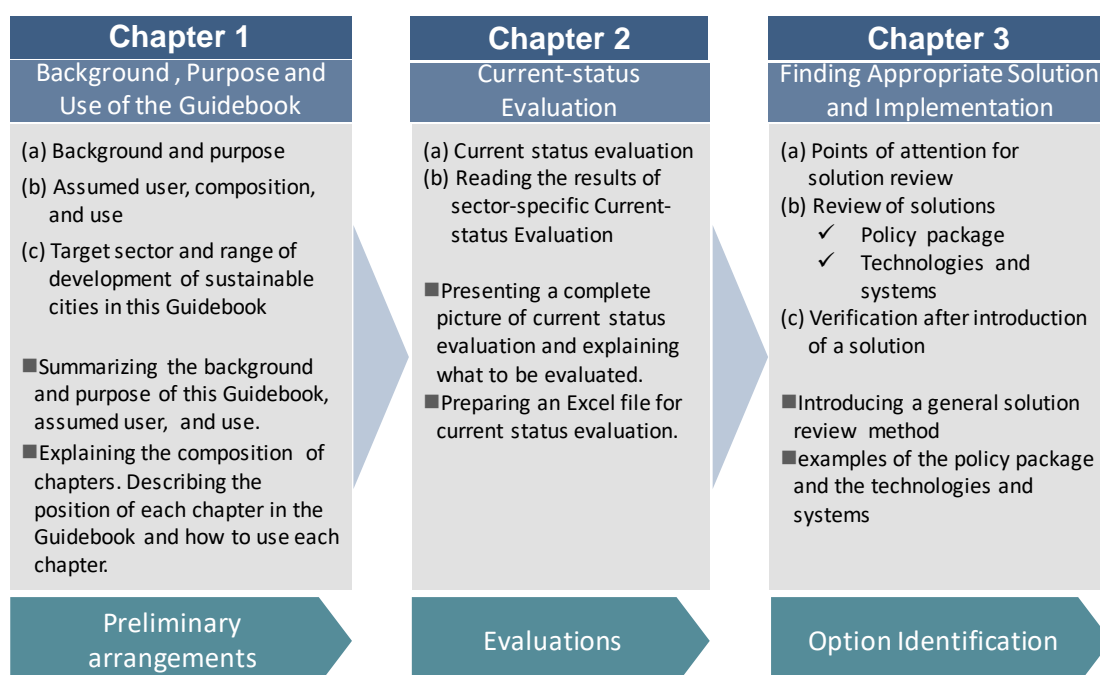 Chapter 1
Background , Purpose and
Use of the Guidebook
(a) Background and purpose
(b) Assumed user, composition,
and use
(c) Target sector and range of
development of sustainable
cities in this Guidebook
■Summarizing the background
and purpose of this Guidebook,
assumed user, and use.
■Explaining the composition of
chapters. Describing the
position of each chapter in the
Guidebook and how to use each
chapter.
Preliminary
arrangements
Chapter 2
Current-status
Evaluation
(a) Current status evaluation
(b) Reading the results of
sector-specific Current-
status Evaluation
■Presenting a complete
picture of current status
evaluation and explaining
what to be evaluated.
■Preparing an Excel file for
current status evaluation.
Evaluations
Chapter 3
Finding Appropriate Solution
and Implementation
(a) Points of attention for
solution review
(b) Review of solutions
✓ Policy package
✓ Technologies and
systems
(c) Verification after introduction
of a solution
■Introducing a general solution
review method
■examples of the policy package
and the technologies and
systems
Option Identification